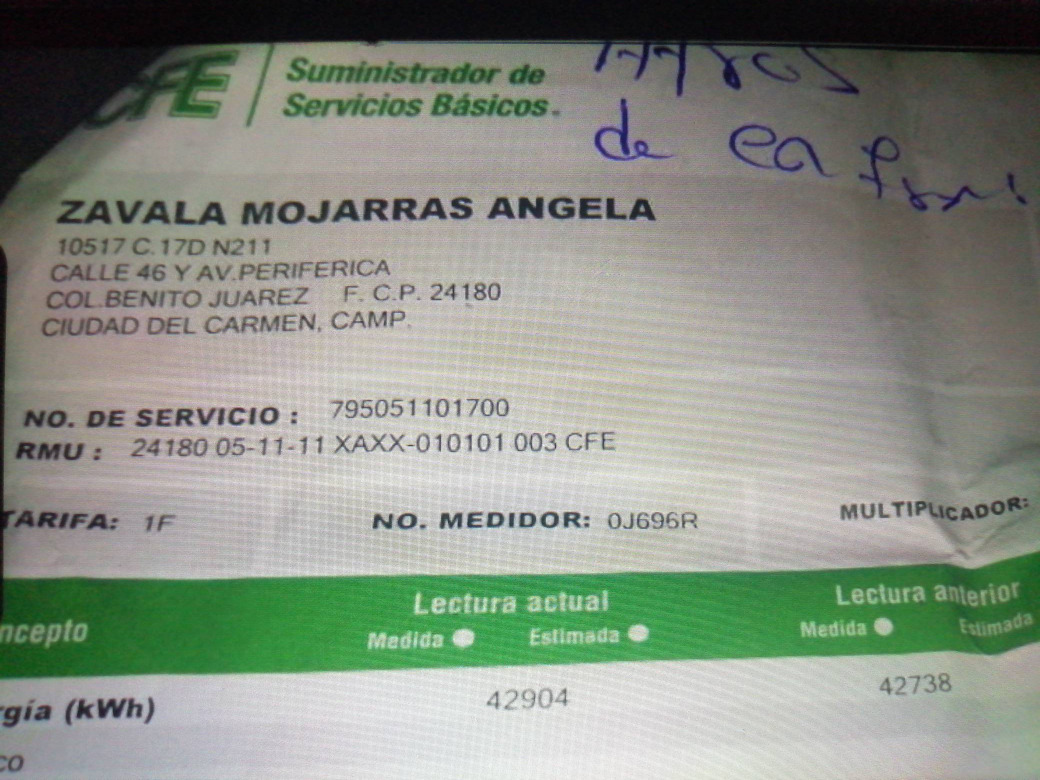 CFE
Suministrador de
Servicios Básicos
de
ZAVALA MOJARRAS ANGELA
10517 C.17D N211
CALLE 46 Y AV.PERIFERICA
COL.BENITO JUAREZ F. C.P. 24180
CIUDAD DEL CARMEN, CAMP.
NO. DE SERVICIO : 795051101700
RMU : 24180 05-11-11 XAXX-010101 003 CFE
TARIFA: 1F NO. MEDIDOR: 0J696R MULTIPLICADOR:
ncepto Lectura actual Lectura anterior
Medida Estimada Medida Estimada
rgía (kWh) 42904 42738
co